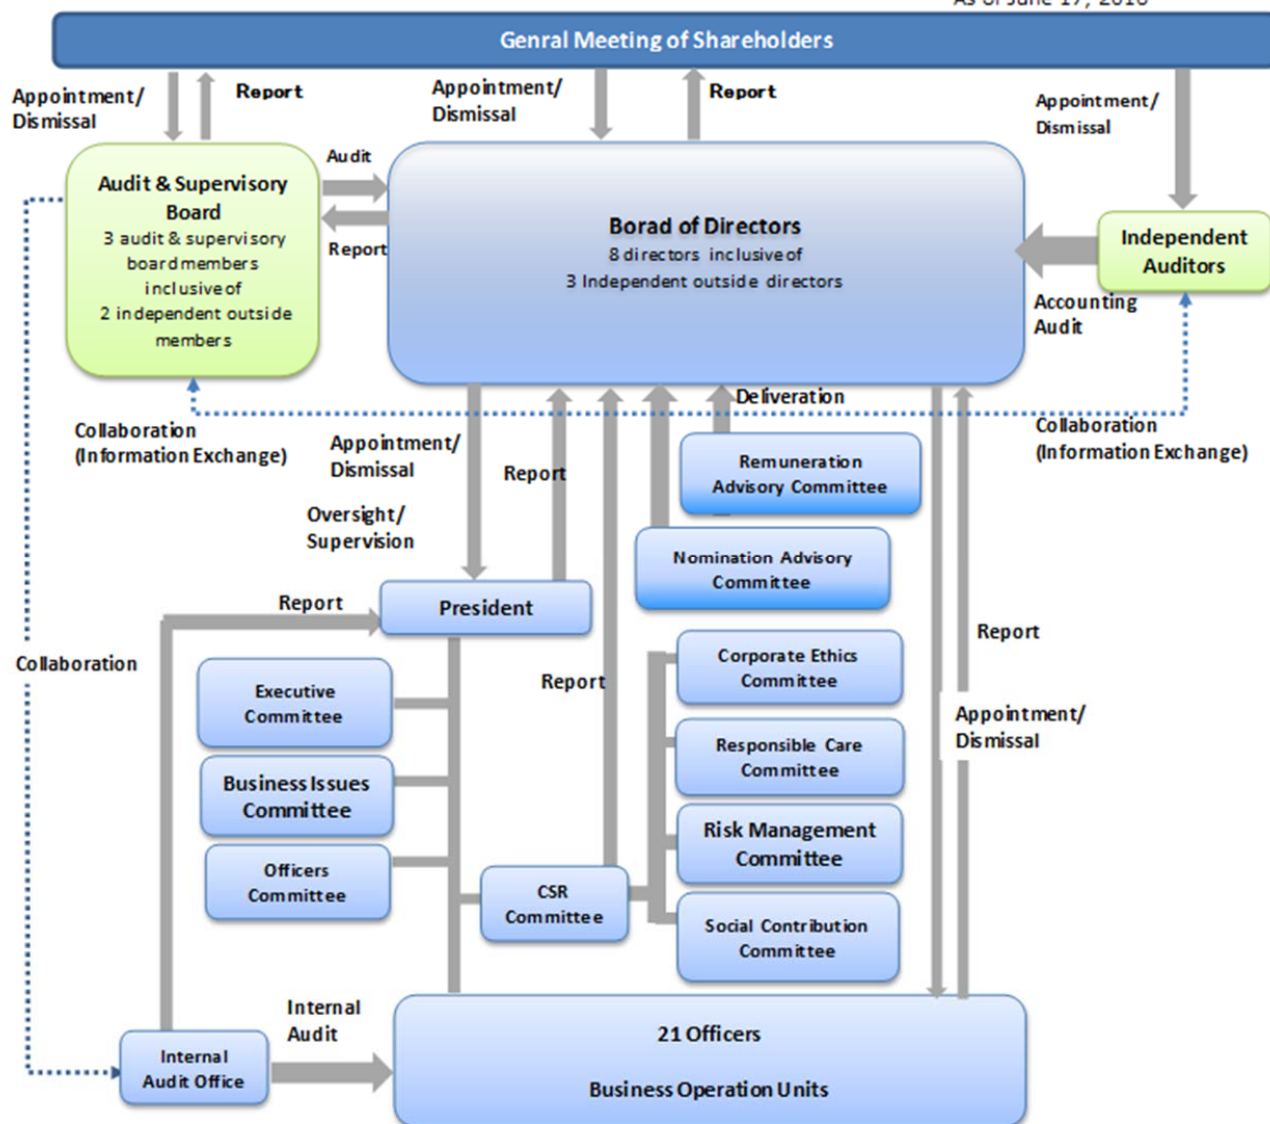 As of June 17, 2016
Genral Meeting of Shareholders
Appointment/
Dismissal
Report
Appointment/
Dismissal
Report
Appointment/
Dismissal
Audit & Supervisory
Board
3 audit & supervisory
board members
inclusive of
2 independent outside
members
Audit
Report
Borad of Directors
8 directors inclusive of
3 Independent outside directors
Independent
Auditors
Accounting
Audit
Collaboration
(Information Exchange)
Appointment/
Dismissal
Report
Deliveration
Collaboration
(Information Exchange)
Remuneration
Advisory Committee
Oversight/
Supervision
Nomination Advisory
Committee
Report
President
Collaboration
Report
Corporate Ethics
Committee
Report
Executive
Committee
Appointment/
Dismissal
Responsible Care
Committee
Business Issues
Committee
Risk Management
Committee
Officers
Committee
CSR
Committee
Social Contribution
Committee
Internal
Audit
Internal
Audit Office
21 Officers
Business Operation Units